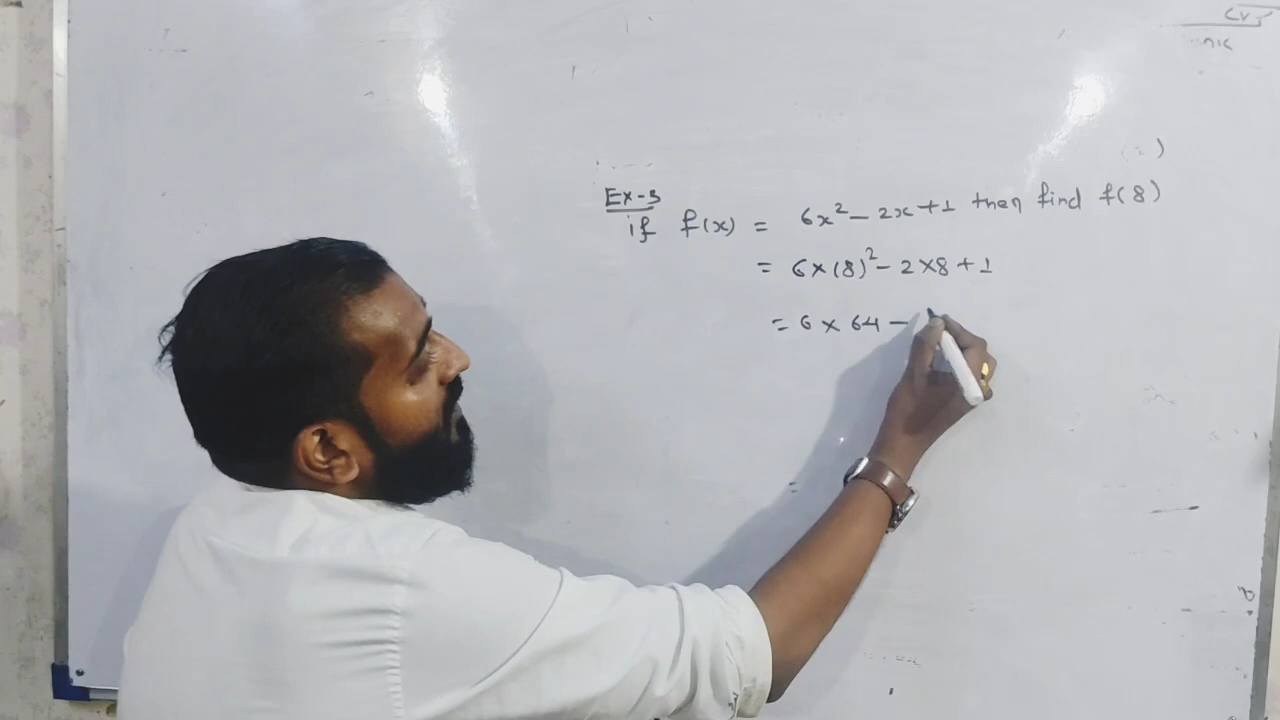 Ex-3
if f(x) = 6x² - 2x + 1 then find f(8)
= 6 × (8)² - 2 × 8 + 1
= 6 × 64 -